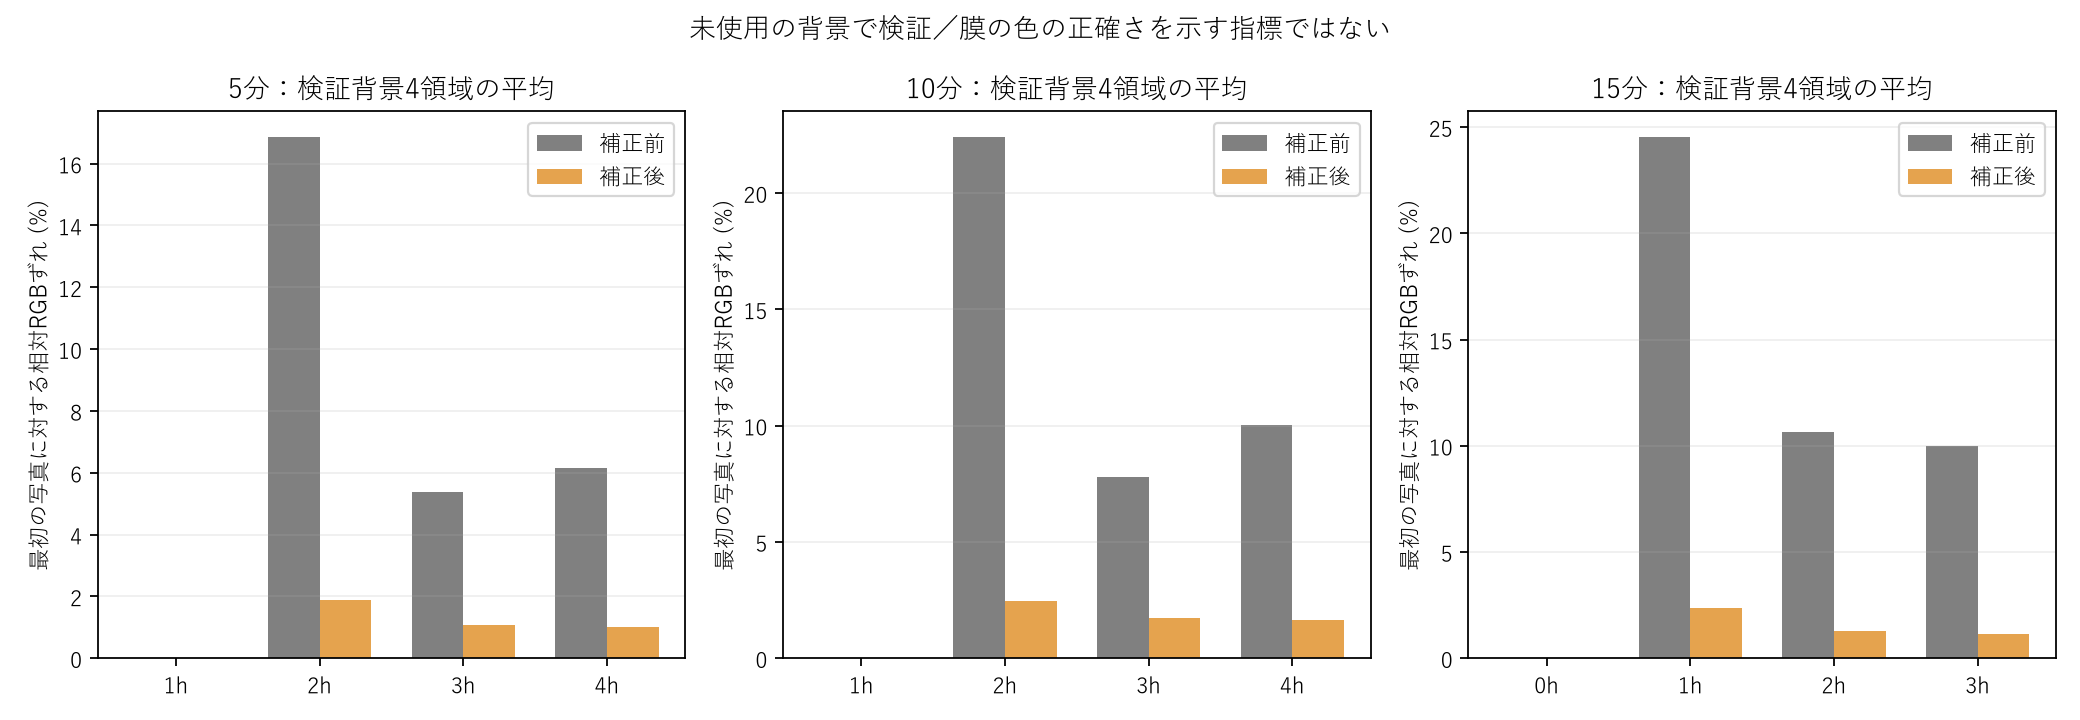 未使用の背景で検証／膜の色の正確さを示す指標ではない
5分：検証背景4領域の平均
最初の写真に対する相対RGBずれ (%)
16
14
12
10
8
6
4
2
0
補正前
補正後
1h
2h
3h
4h
10分：検証背景4領域の平均
最初の写真に対する相対RGBずれ (%)
20
15
10
5
0
補正前
補正後
1h
2h
3h
4h
15分：検証背景4領域の平均
最初の写真に対する相対RGBずれ (%)
25
20
15
10
5
0
補正前
補正後
0h
1h
2h
3h